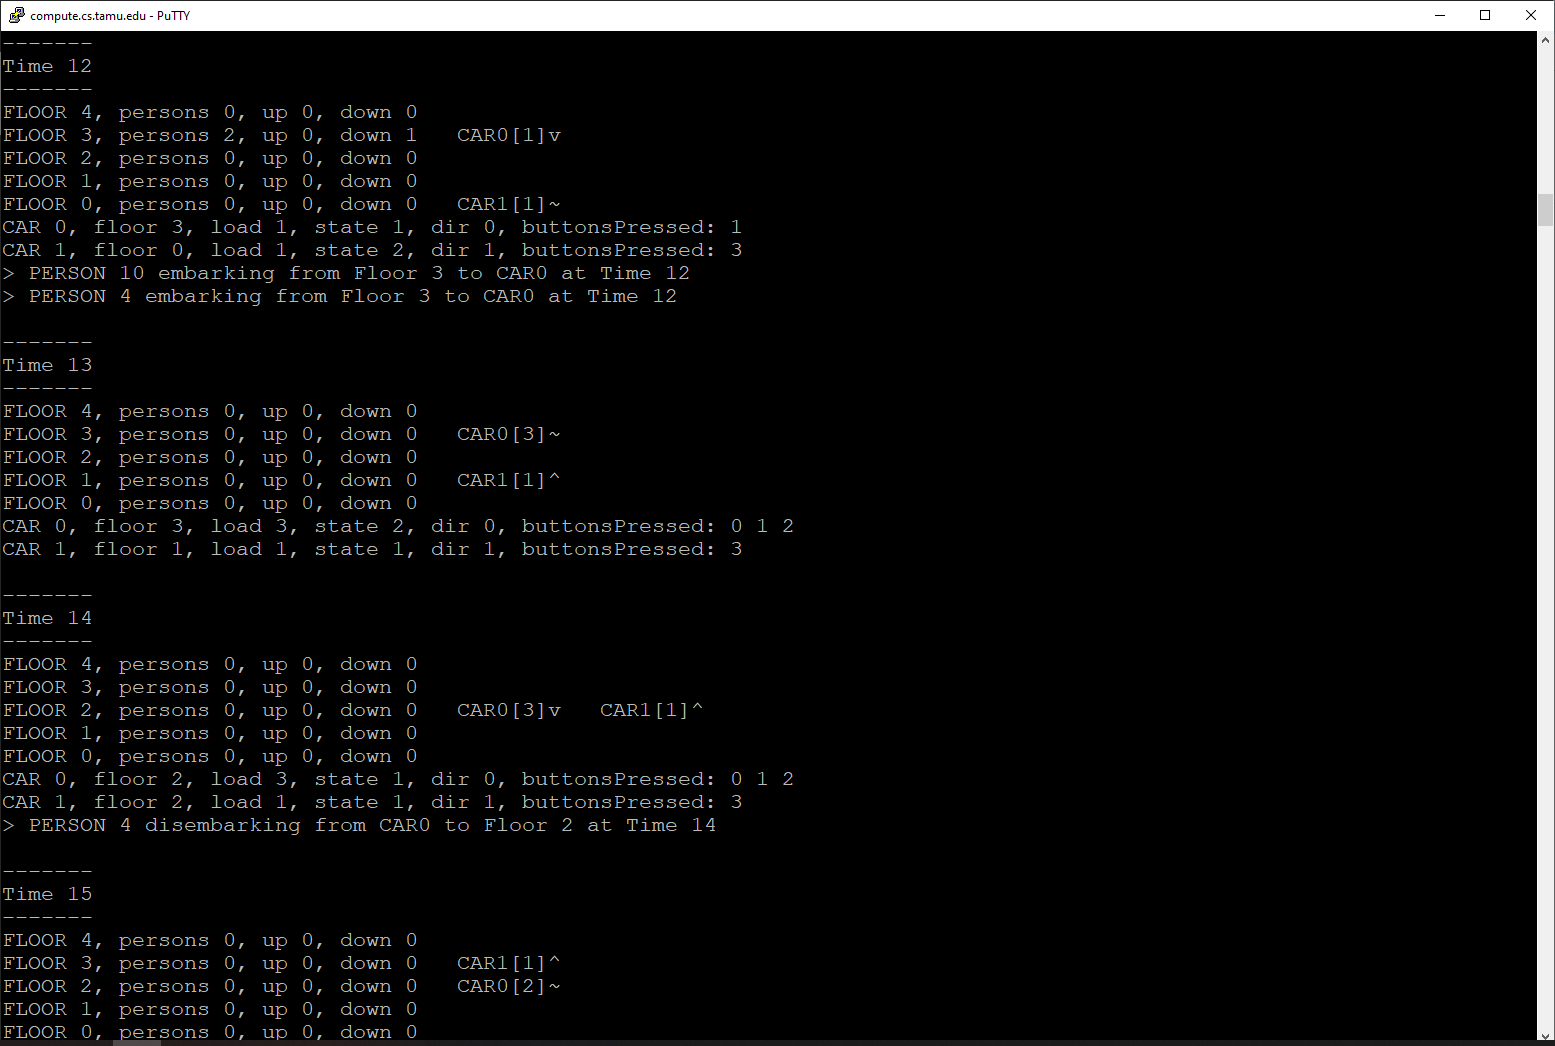 compute.cs.tamu.edu - PuTTY
-------
Time 12
-------
FLOOR 4, persons 0, up 0, down 0
FLOOR 3, persons 2, up 0, down 1   CAR0[1]v
FLOOR 2, persons 0, up 0, down 0
FLOOR 1, persons 0, up 0, down 0
FLOOR 0, persons 0, up 0, down 0   CAR1[1]~
CAR 0, floor 3, load 1, state 1, dir 0, buttonsPressed: 1
CAR 1, floor 0, load 1, state 2, dir 1, buttonsPressed: 3
> PERSON 10 embarking from Floor 3 to CAR0 at Time 12
> PERSON 4 embarking from Floor 3 to CAR0 at Time 12
-------
Time 13
-------
FLOOR 4, persons 0, up 0, down 0
FLOOR 3, persons 0, up 0, down 0   CAR0[3]~
FLOOR 2, persons 0, up 0, down 0
FLOOR 1, persons 0, up 0, down 0   CAR1[1]^
FLOOR 0, persons 0, up 0, down 0
CAR 0, floor 3, load 3, state 2, dir 0, buttonsPressed: 0 1 2
CAR 1, floor 1, load 1, state 1, dir 1, buttonsPressed: 3
-------
Time 14
-------
FLOOR 4, persons 0, up 0, down 0
FLOOR 3, persons 0, up 0, down 0
FLOOR 2, persons 0, up 0, down 0   CAR0[3]v   CAR1[1]^
FLOOR 1, persons 0, up 0, down 0
FLOOR 0, persons 0, up 0, down 0
CAR 0, floor 2, load 3, state 1, dir 0, buttonsPressed: 0 1 2
CAR 1, floor 2, load 1, state 1, dir 1, buttonsPressed: 3
> PERSON 4 disembarking from CAR0 to Floor 2 at Time 14
-------
Time 15
-------
FLOOR 4, persons 0, up 0, down 0
FLOOR 3, persons 0, up 0, down 0   CAR1[1]^
FLOOR 2, persons 0, up 0, down 0   CAR0[2]~
FLOOR 1, persons 0, up 0, down 0
FLOOR 0, persons 0, up 0, down 0